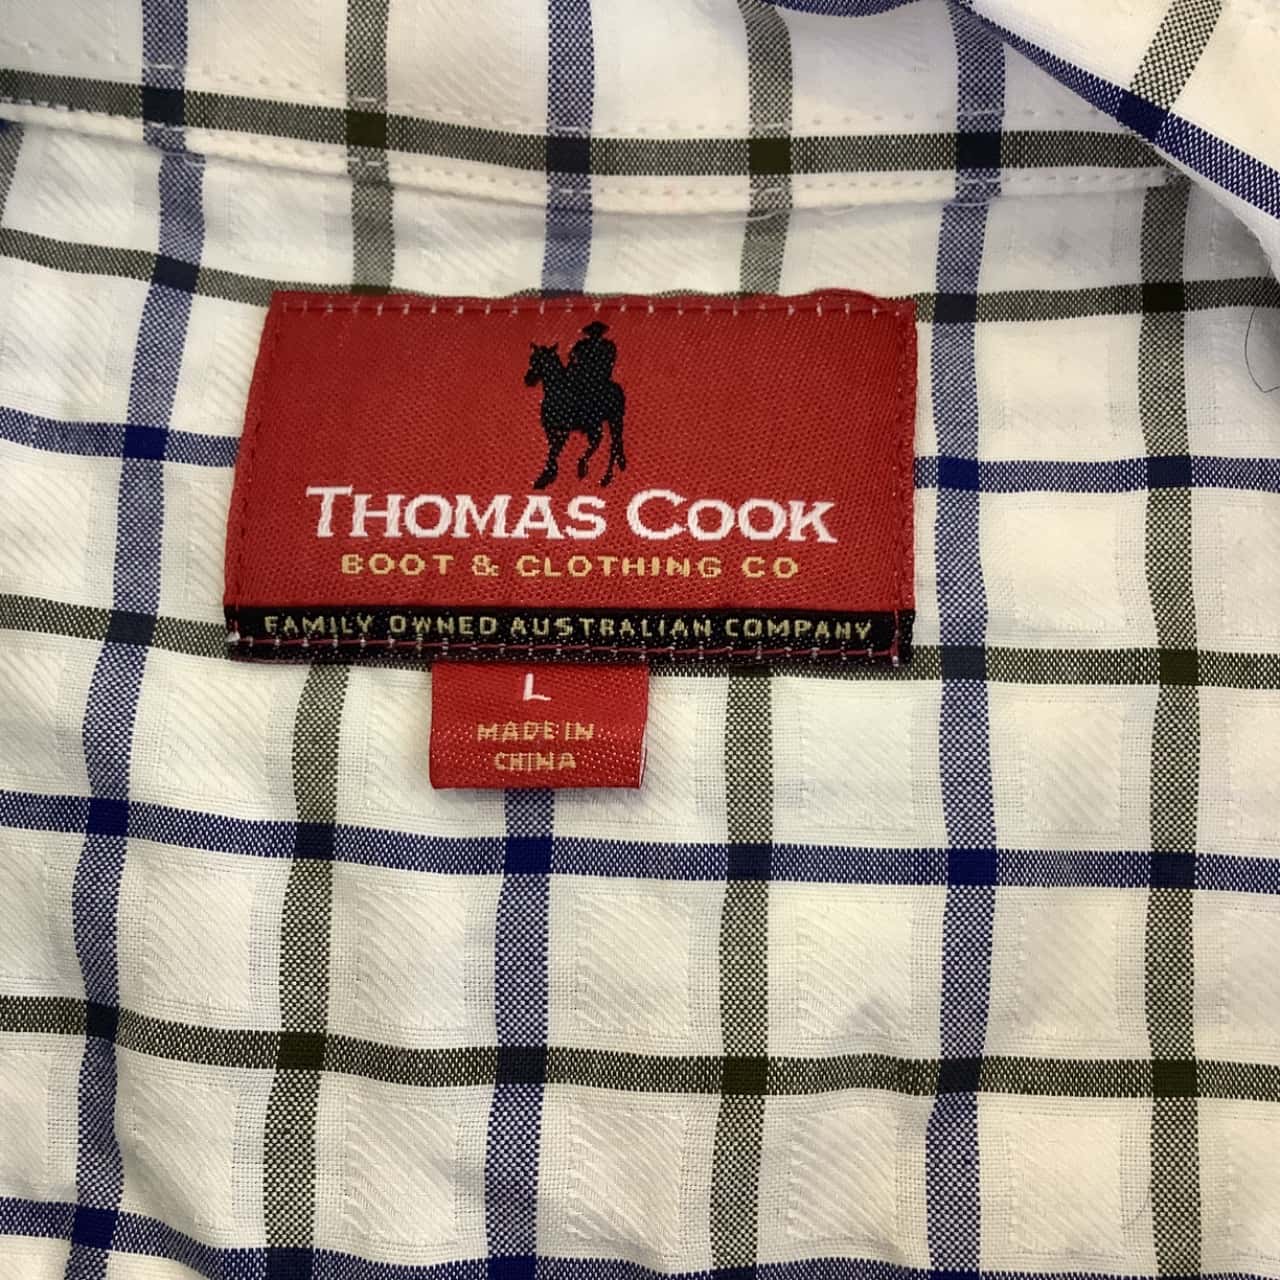 THOMAS COOK
BOOT & CLOTHING CO
FAMILY OWNED AUSTRALIAN COMPANY
L
MADE IN
CHINA